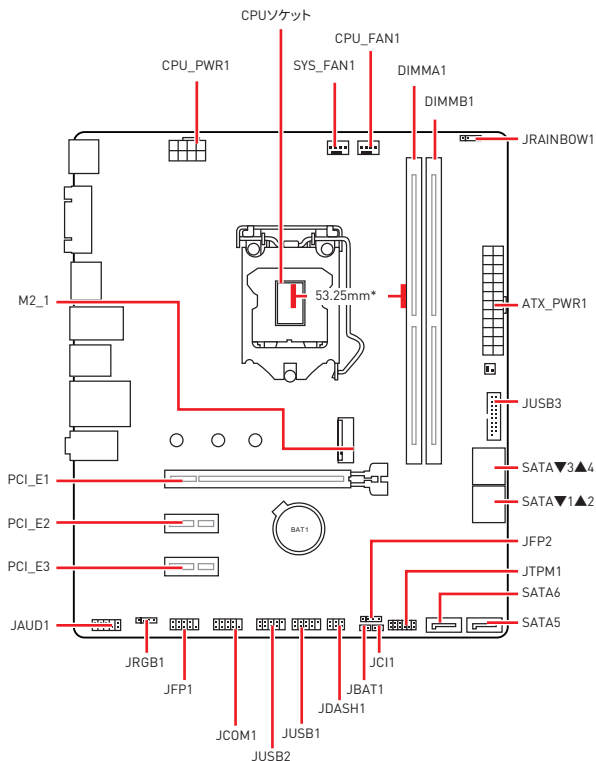 CPUソケット
CPU_FAN1
SYS_FAN1
CPU_PWR1
DIMMA1
DIMMB1
JRAINBOW1
M2_1
53.25mm*
ATX_PWR1
JUSB3
SATA▼3▲4
PCI_E1
SATA▼1▲2
PCI_E2
BAT1
JFP2
PCI_E3
JTPM1
SATA6
JAUD1
SATA5
JRGB1
JCI1
JFP1
JBAT1
JDASH1
JCOM1
JUSB1
JUSB2